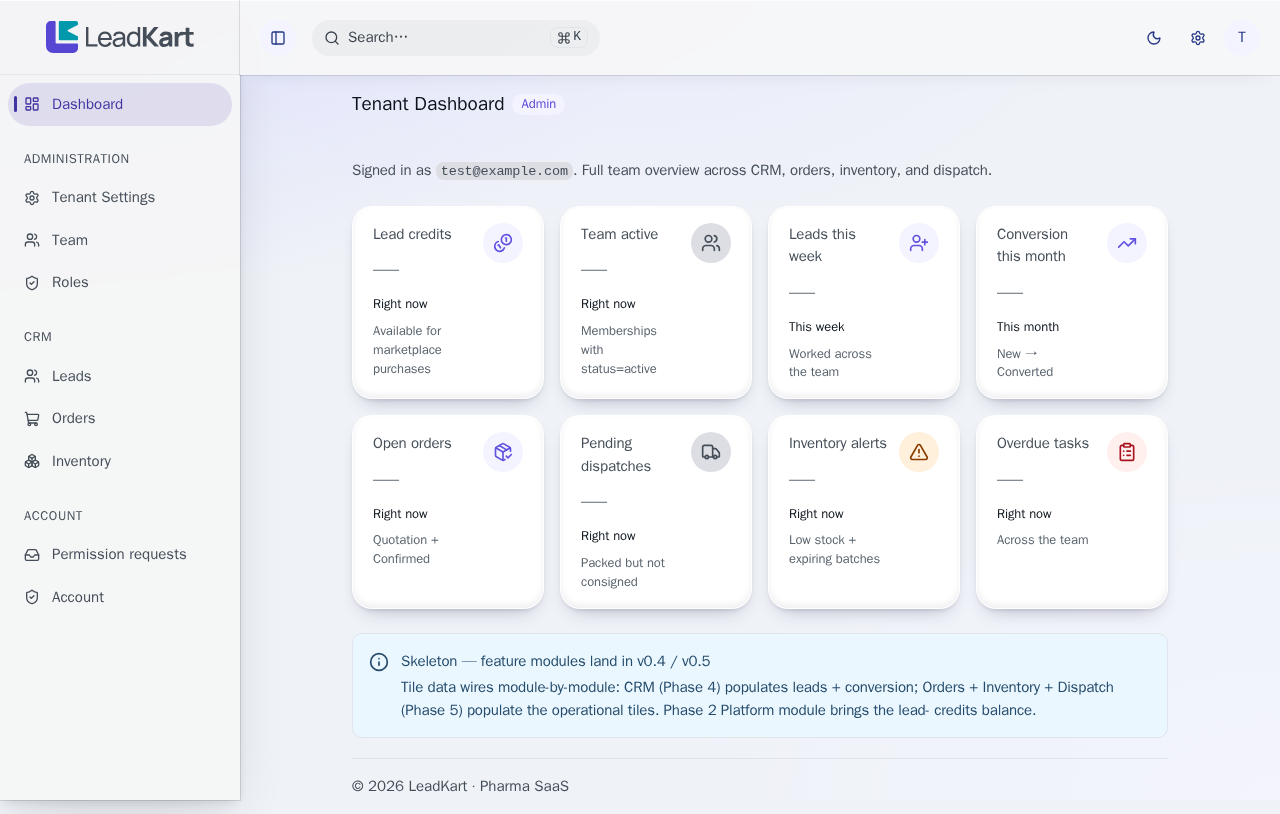 LeadKart
Search⋯
⌘ K
T
Dashboard
ADMINISTRATION
Tenant Settings
Team
Roles
CRM
Leads
Orders
Inventory
ACCOUNT
Permission requests
Account
Tenant Dashboard
Admin
Signed in as test@example.com. Full team overview across CRM, orders, inventory, and dispatch.
Lead credits
—
Right now
Available for
marketplace
purchases
Team active
—
Right now
Memberships
with
status=active
Leads this
week
—
This week
Worked across
the team
Conversion
this month
—
This month
New →
Converted
Open orders
—
Right now
Quotation +
Confirmed
Pending
dispatches
—
Right now
Packed but not
consigned
Inventory alerts
—
Right now
Low stock +
expiring batches
Overdue tasks
—
Right now
Across the team
Skeleton — feature modules land in v0.4 / v0.5
Tile data wires module-by-module: CRM (Phase 4) populates leads + conversion; Orders + Inventory + Dispatch
(Phase 5) populate the operational tiles. Phase 2 Platform module brings the lead- credits balance.
© 2026 LeadKart · Pharma SaaS